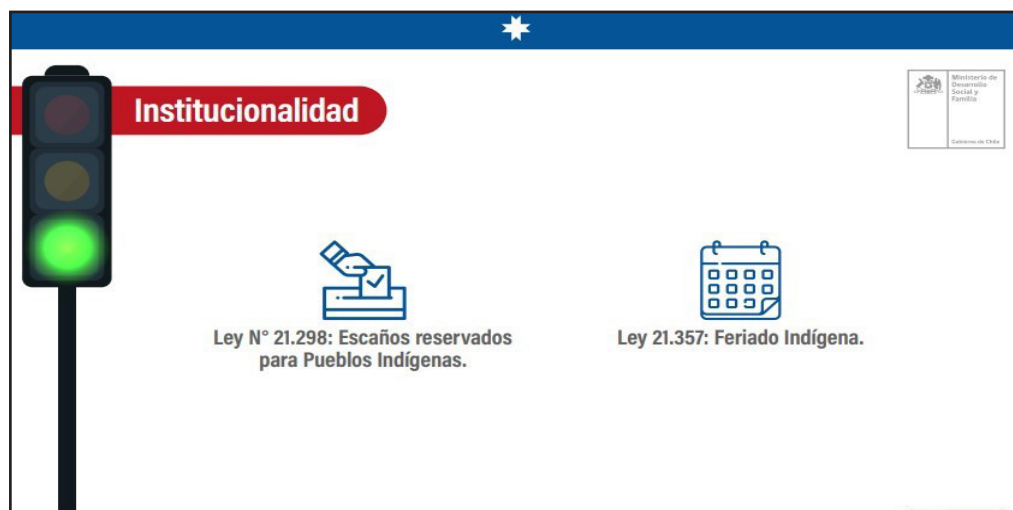 Institucionalidad
Ministerio de
Desarrollo
Social y
Familia
Gobierno de Chile
Ley N° 21.298: Escaños reservados
para Pueblos Indígenas.
Ley 21.357: Feriado Indígena.